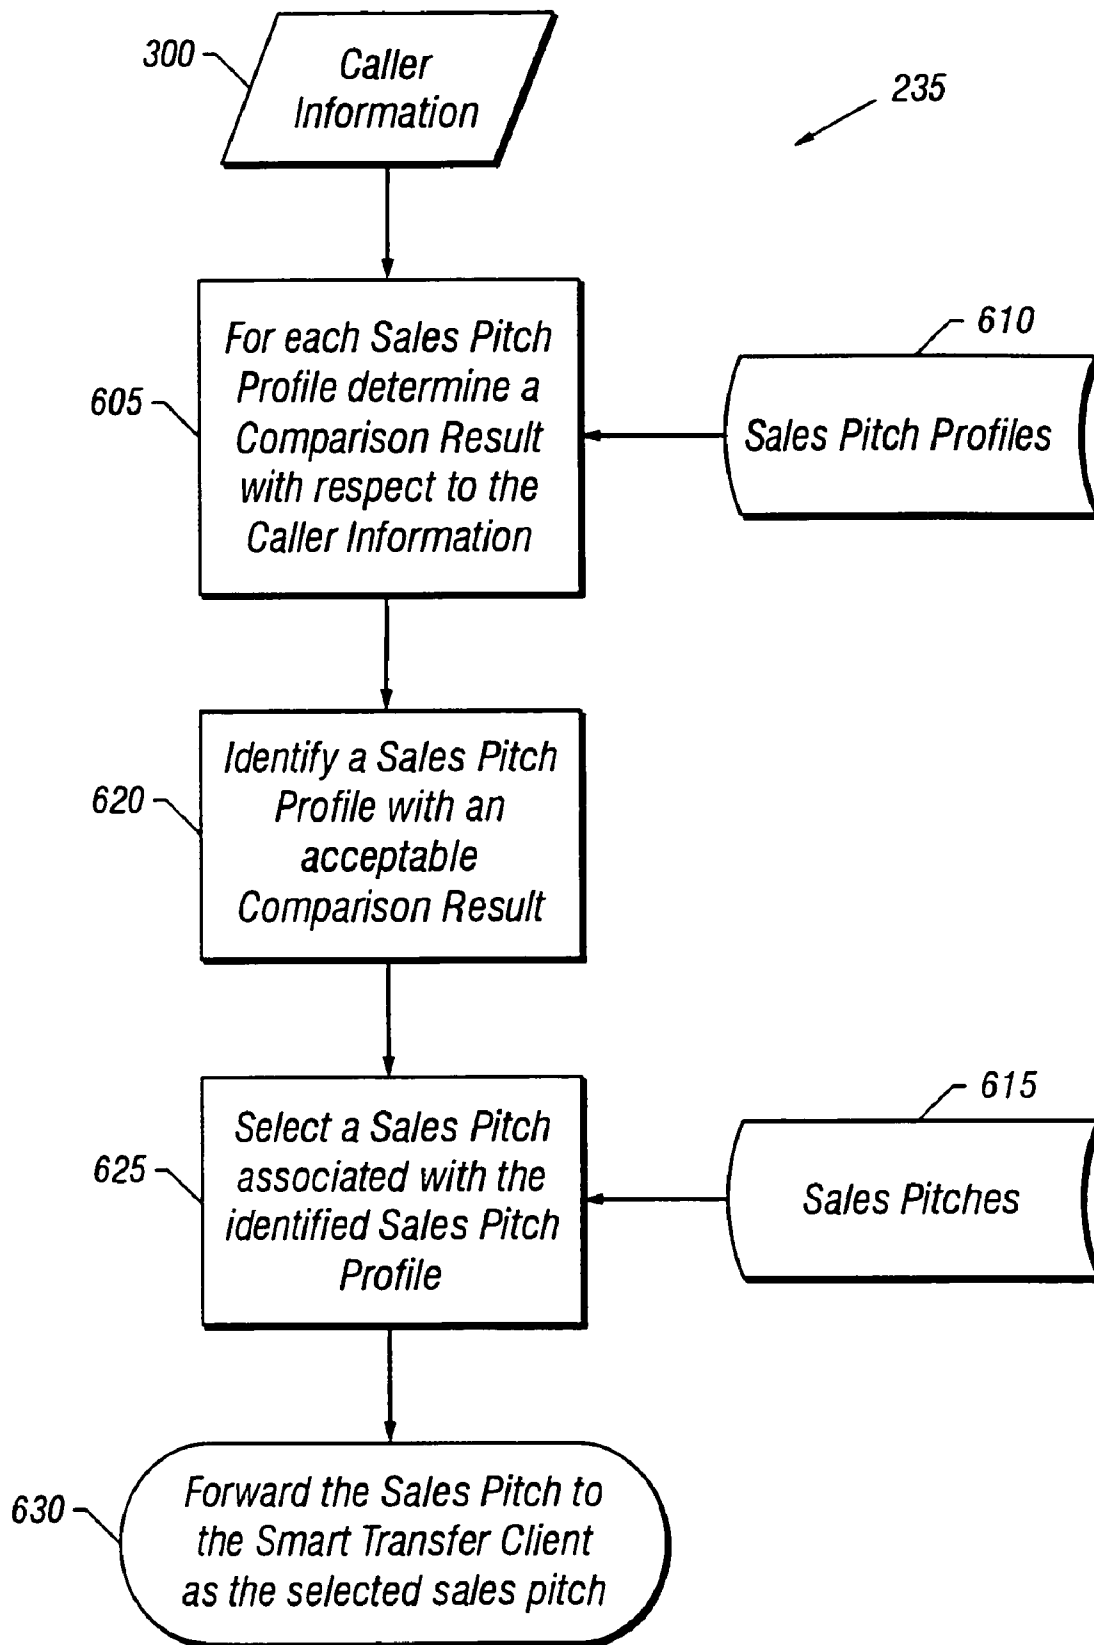 300
Caller
Information
235
605
For each Sales Pitch
Profile determine a
Comparison Result
with respect to the
Caller Information
610
Sales Pitch Profiles
620
Identify a Sales Pitch
Profile with an
acceptable
Comparison Result
625
Select a Sales Pitch
associated with the
identified Sales Pitch
Profile
615
Sales Pitches
630
Forward the Sales Pitch to
the Smart Transfer Client
as the selected sales pitch